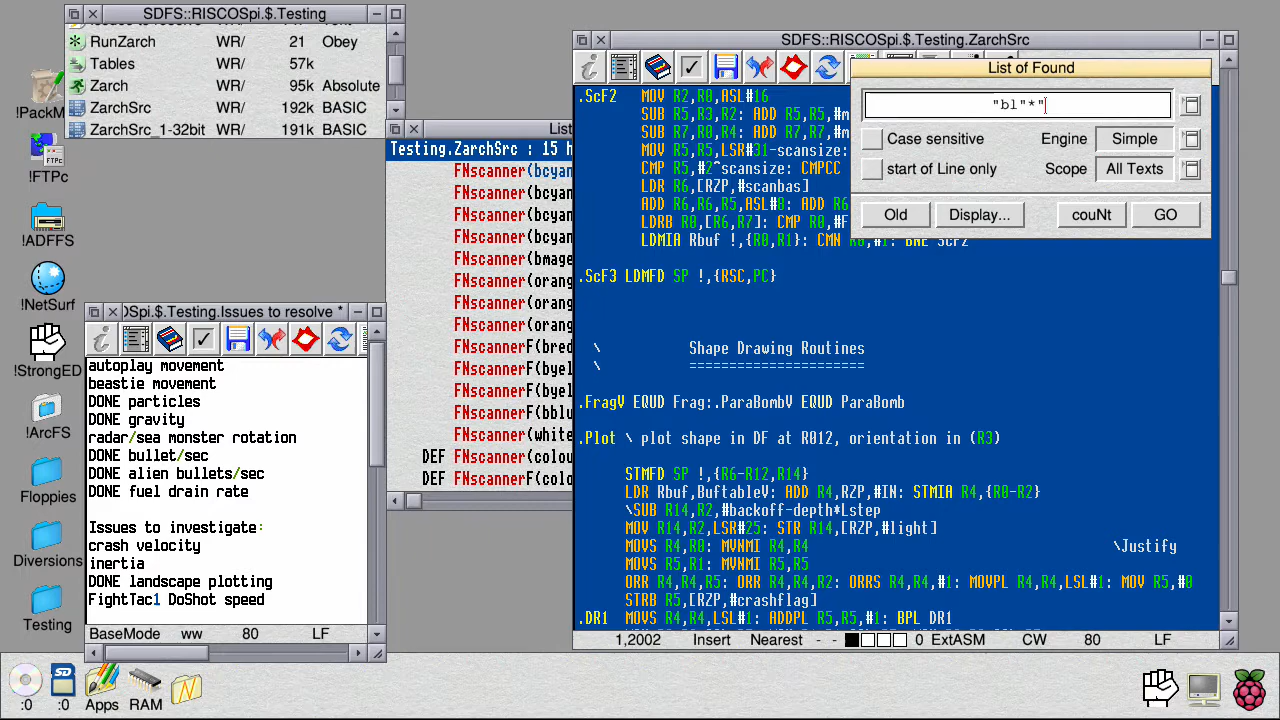 SDFS::RISCOSpi.$.Testing
RunZarch WR/ 21 Obey
Tables WR/ 57k
Zarch WR/ 95k Absolute
ZarchSrc WR/ 192k BASIC
ZarchSrc_1-32bit WR/ 191k BASIC
!PackM
!FTPc
!ADFFS
!NetSurf
!StrongED
!ArcFS
Floppies
Diversions
Testing
List
Testing.ZarchSrc : 15 h
FNscanner(bcyan
FNscanner(bcyan
FNscanner(bcyan
FNscanner(bcyan
FNscanner(bmage
FNscanner(orang
FNscanner(orang
FNscanner(orang
FNscannerF(bred
FNscannerF(byel
FNscannerF(byel
FNscannerF(bblu
FNscanner(white
DEF FNscanner(colou
DEF FNscannerF(colo
OSpi.$.Testing.Issues to resolve *
autoplay movement
beastie movement
DONE particles
DONE gravity
radar/sea monster rotation
DONE bullet/sec
DONE alien bullets/sec
DONE fuel drain rate
Issues to investigate:
crash velocity
inertia
DONE landscape plotting
FightTac1 DoShot speed
BaseMode ww 80 LF
SDFS::RISCOSpi.$.Testing.ZarchSrc
.ScF2 MOV R2,R0,ASL#16
SUB R5,R3,R2: ADD R5,R5,#m
SUB R7,R0,R4: ADD R7,R7,#m
MOV R5,R5,LSR#31-scansize:
CMP R5,#2^scansize: CMPCC
LDR R6,[RZP,#scanbas]
ADD R6,R6,R5,ASL#8: ADD R6
LDRB R0,[R6,R7]: CMP R0,#F
LDMIA Rbuf !,{R0,R1}: CMN R0,#1: BNE ScF2
.ScF3 LDMFD SP !,{RSC,PC}
\ Shape Drawing Routines
\ ======================
.FragV EQUD Frag:.ParaBombV EQUD ParaBomb
.Plot \ plot shape in DF at R012, orientation in (R3)
STMFD SP !,{R6-R12,R14}
LDR Rbuf,BuftableV: ADD R4,RZP,#IN: STMIA R4,{R0-R2}
\SUB R14,R2,#backoff-depth*Lstep
MOV R14,R2,LSR#25: STR R14,[RZP,#light]
MOVS R4,R0: MVNMI R4,R4 \Justify
MOVS R5,R1: MVNMI R5,R5
ORR R4,R4,R5: ORR R4,R4,R2: ORRS R4,R4,#1: MOVPL R4,R4,LSL#1: MOV R5,#0
STRB R5,[RZP,#crashflag]
.DR1 MOVS R4,R4,LSL#1: ADDPL R5,R5,#1: BPL DR1
1,2002 Insert Nearest - - 0 ExtASM CW 80 LF
List of Found
"bl"*"
Case sensitive Engine Simple
start of Line only Scope All Texts
Old Display... couNt GO
:0 :0 Apps RAM